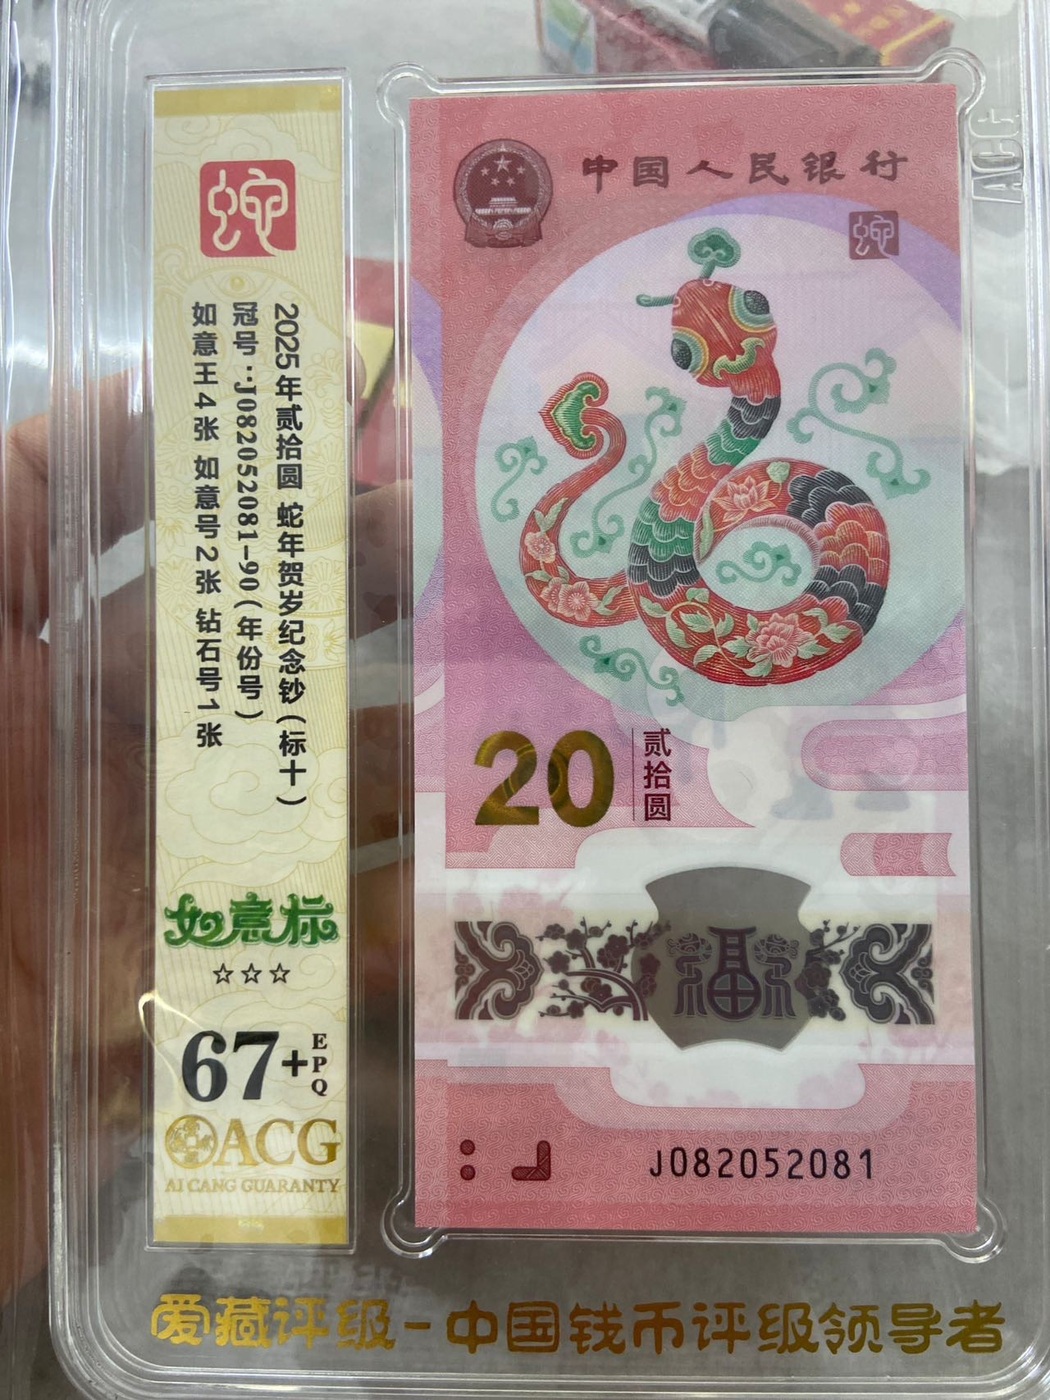 蛇
2025年贰拾圆 蛇年贺岁纪念钞(标十)
冠号:J082052081-90(年份号)
如意王4张 如意号2张 钻石号1张
如意标
☆☆☆
67+EPQ
ACG
AI CANG GUARANTY
中国人民银行
蛇
20
贰拾圆
福
J082052081
ACG
爱藏评级-中国钱币评级领导者